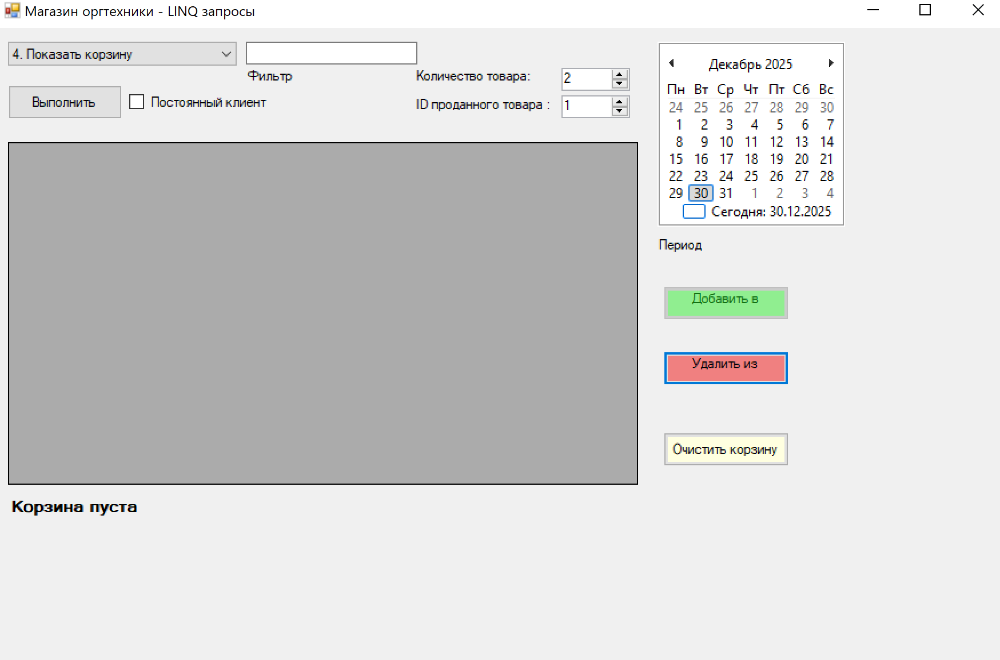 Магазин оргтехники - LINQ запросы
4. Показать корзину
Фильтр
Количество товара:
2
Выполнить
Постоянный клиент
ID проданного товара :
1
Декабрь 2025
Пн Вт Ср Чт Пт Сб Вс
24 25 26 27 28 29 30
1 2 3 4 5 6 7
8 9 10 11 12 13 14
15 16 17 18 19 20 21
22 23 24 25 26 27 28
29 30 31 1 2 3 4
Сегодня: 30.12.2025
Период
Добавить в
Удалить из
Очистить корзину
Корзина пуста